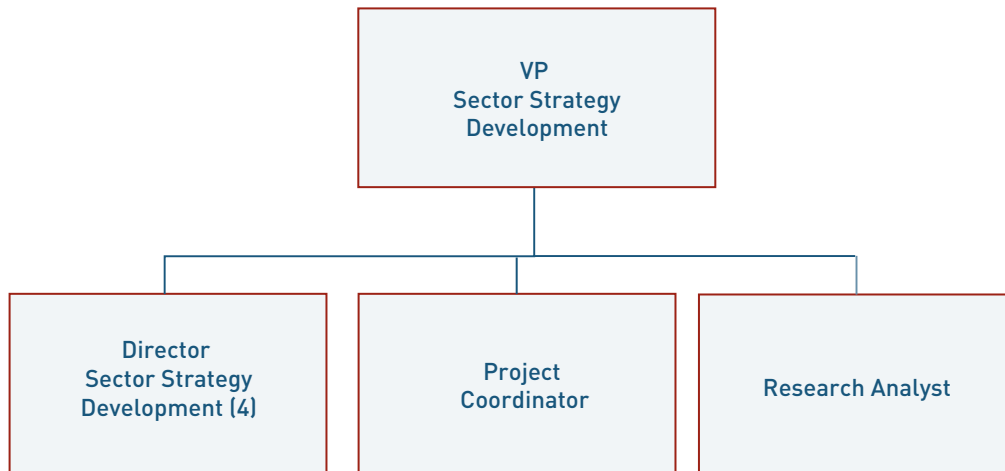 VP
Sector Strategy
Development
Director
Sector Strategy
Development (4)
Project
Coordinator
Research Analyst